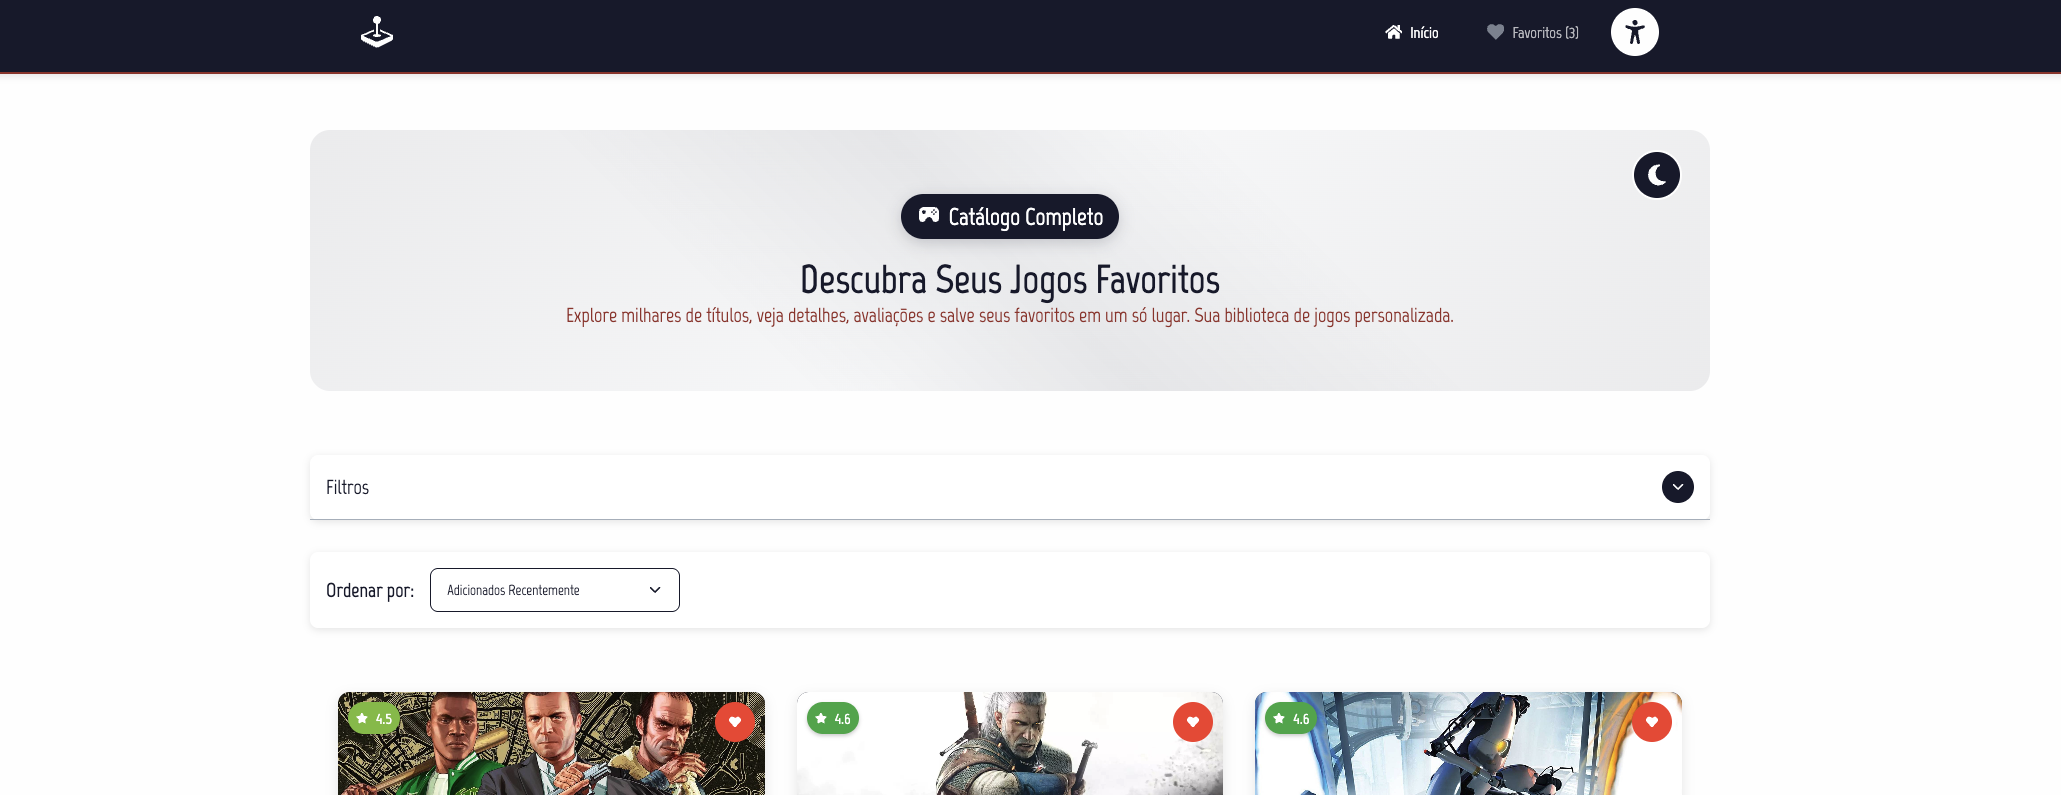 Início
Favoritos (3)
Catálogo Completo
Descubra Seus Jogos Favoritos
Explore milhares de títulos, veja detalhes, avaliações e salve seus favoritos em um só lugar. Sua biblioteca de jogos personalizada.
Filtros
Ordenar por:
Adicionados Recentemente
4.5
4.6
4.6